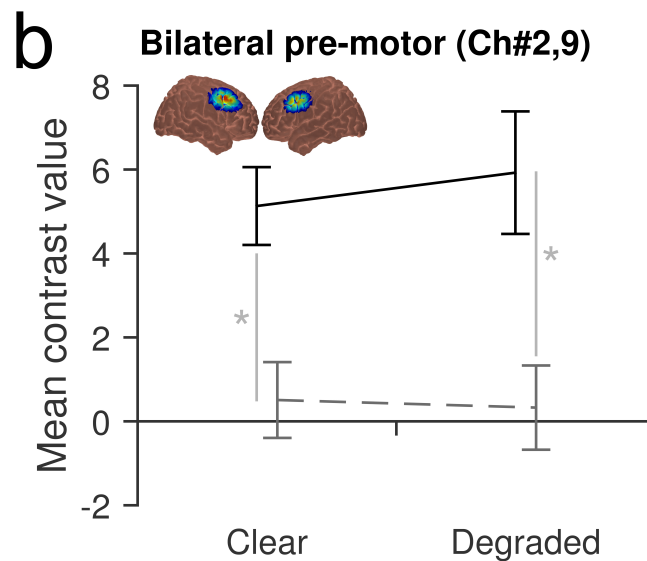 b
Bilateral pre-motor (Ch#2,9)
Mean contrast value
8
6
4
2
0
-2
*
*
Clear
Degraded